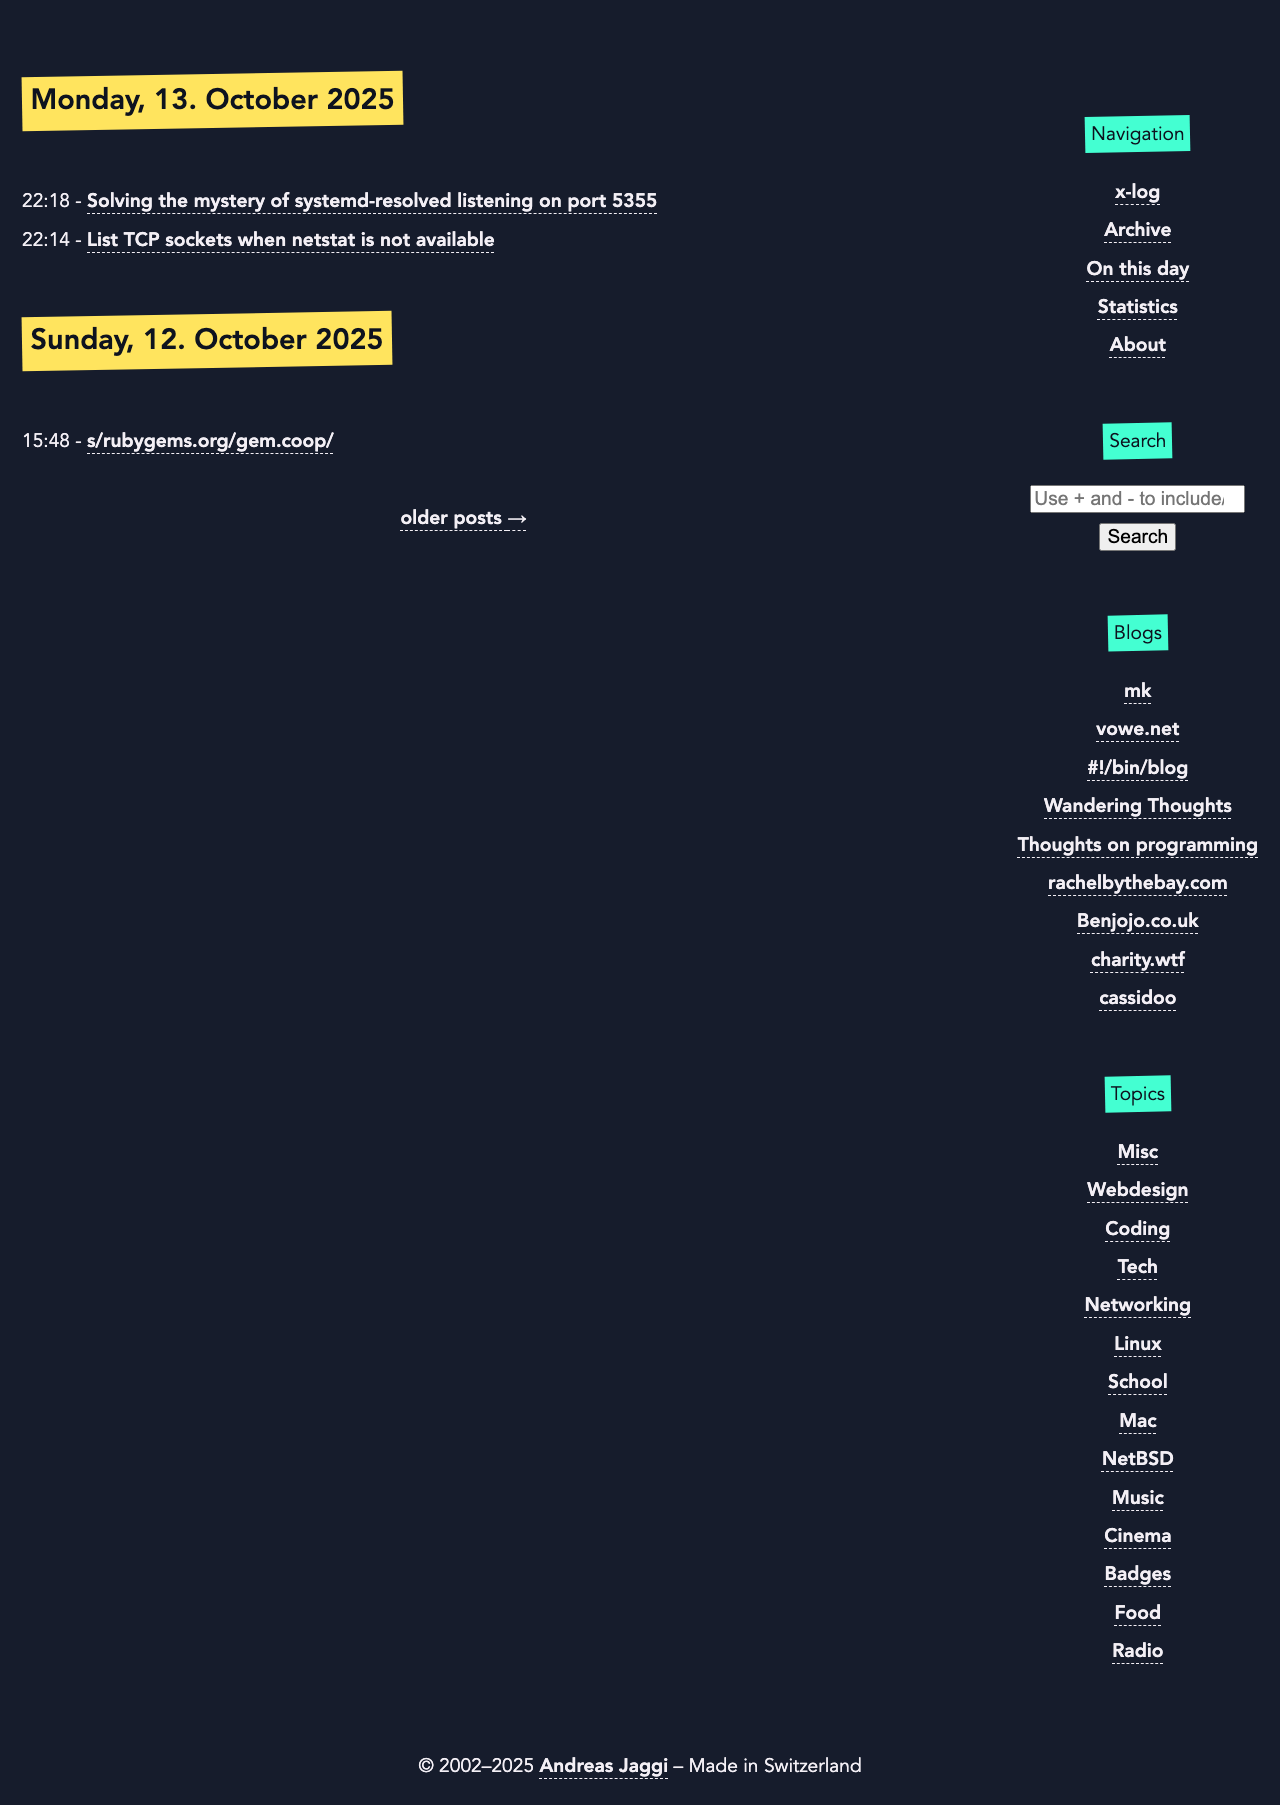 Monday, 13. October 2025
22:18 - Solving the mystery of systemd-resolved listening on port 5355
22:14 - List TCP sockets when netstat is not available
Sunday, 12. October 2025
15:48 - s/rubygems.org/gem.coop/
older posts →
Navigation
x-log
Archive
On this day
Statistics
About
Search
Use + and - to include/
Search
Blogs
mk
vowe.net
#!/bin/blog
Wandering Thoughts
Thoughts on programming
rachelbythebay.com
Benjojo.co.uk
charity.wtf
cassidoo
Topics
Misc
Webdesign
Coding
Tech
Networking
Linux
School
Mac
NetBSD
Music
Cinema
Badges
Food
Radio
© 2002–2025 Andreas Jaggi – Made in Switzerland